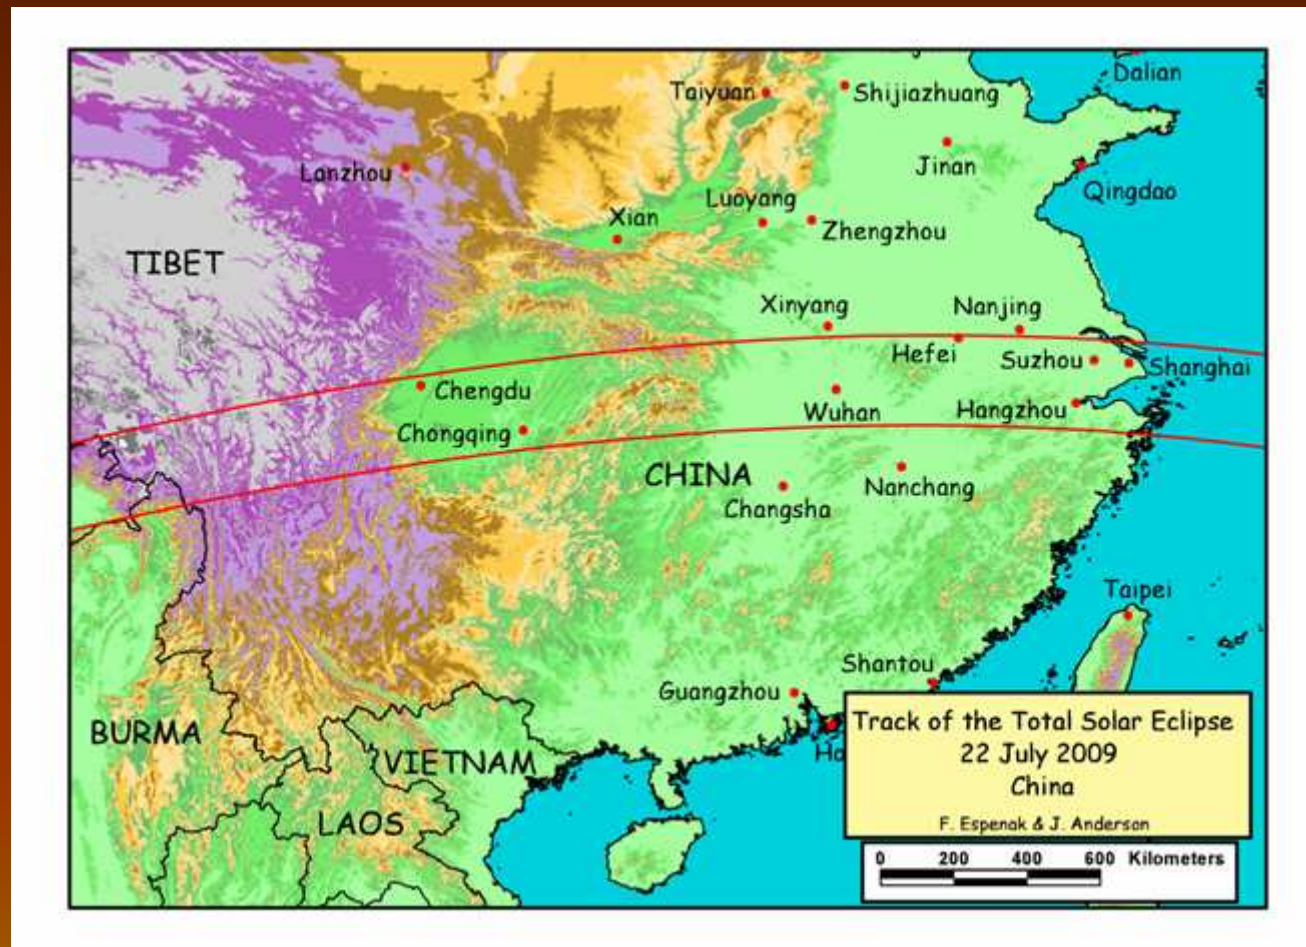 Dalian
Taiyuan
Shijiazhuang
Jinan
Lanzhou
Qingdao
Luoyang
Xian
Zhengzhou
TIBET
Xinyang
Nanjing
Hefei
Suzhou
Shanghai
Chengdu
Wuhan
Hangzhou
Chongqing
CHINA
Nanchang
Changsha
Taipei
Shantou
Guangzhou
BURMA
VIETNAM
Ha
LAOS
Track of the Total Solar Eclipse
22 July 2009
China
F. Espenak & J. Anderson
0 200 400 600 Kilometers